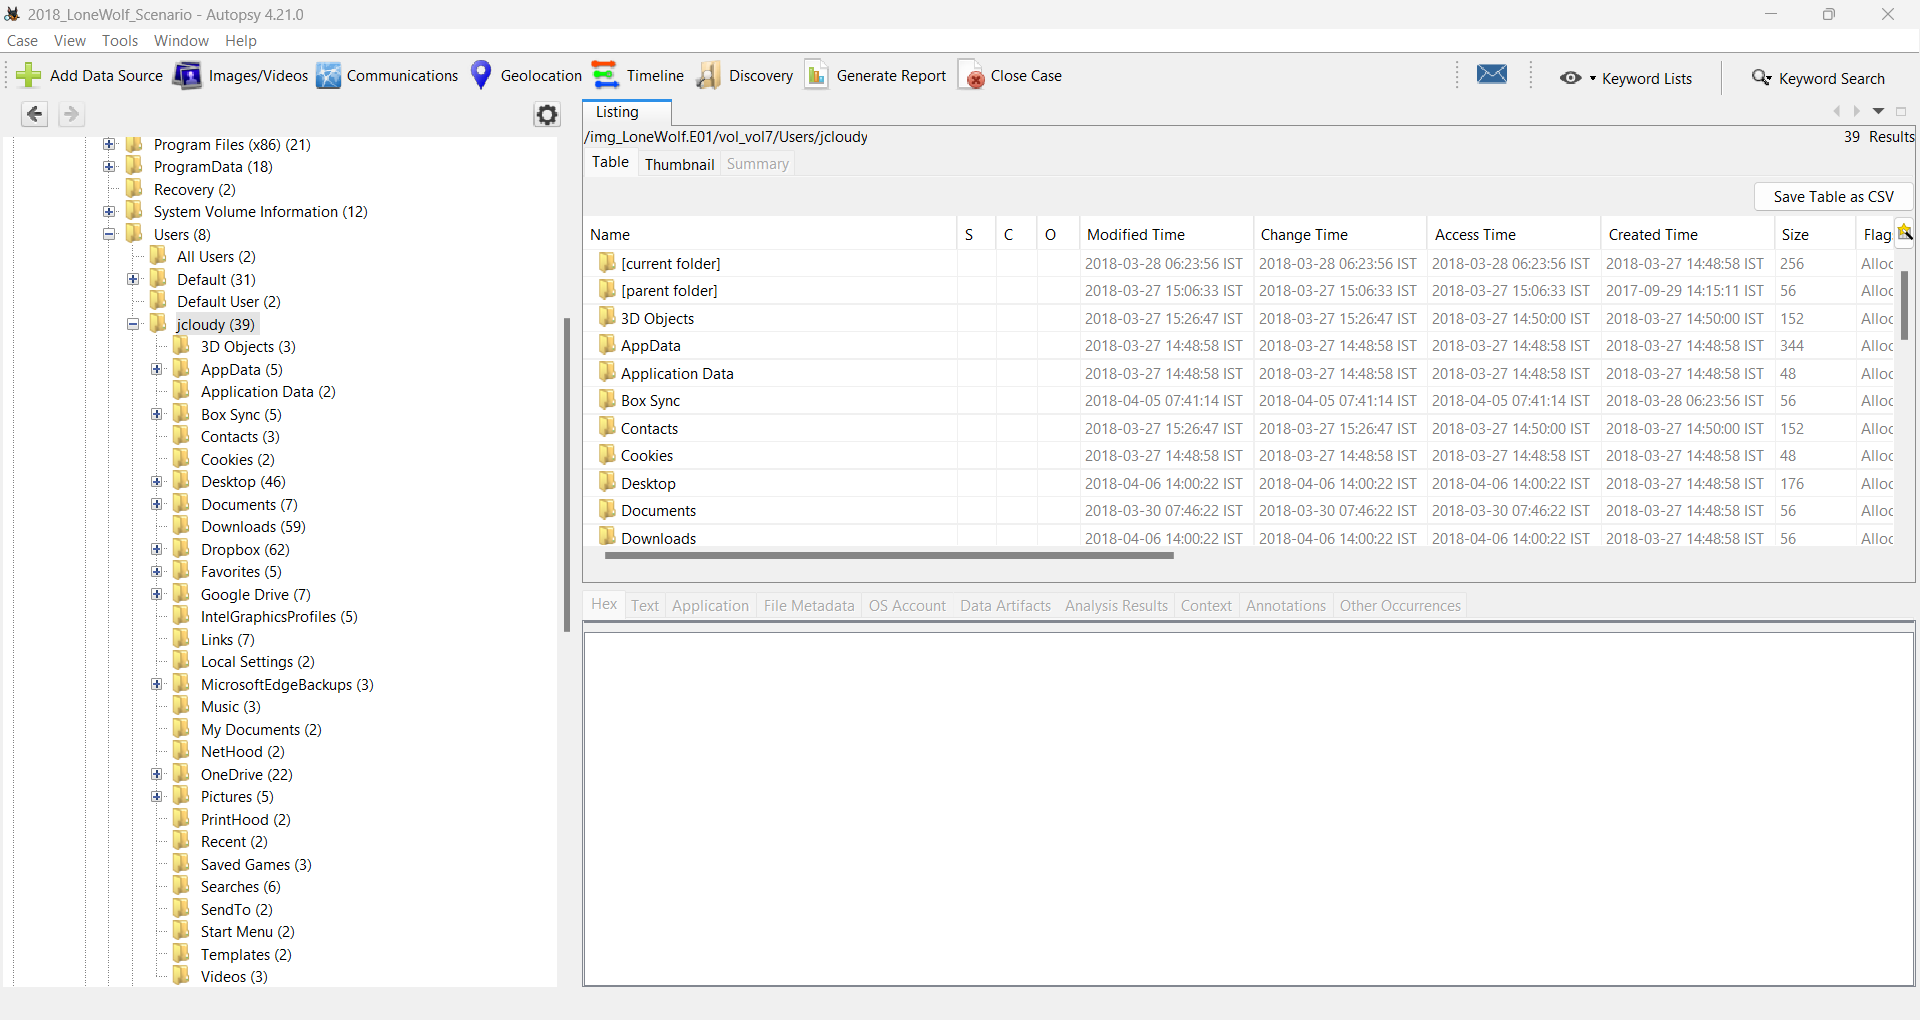 2018_LoneWolf_Scenario - Autopsy 4.21.0
Case View Tools Window Help
Add Data Source Images/Videos Communications Geolocation Timeline Discovery Generate Report Close Case Keyword Lists Keyword Search
Program Files (x86) (21)
ProgramData (18)
Recovery (2)
System Volume Information (12)
Users (8)
All Users (2)
Default (31)
Default User (2)
jcloudy (39)
3D Objects (3)
AppData (5)
Application Data (2)
Box Sync (5)
Contacts (3)
Cookies (2)
Desktop (46)
Documents (7)
Downloads (59)
Dropbox (62)
Favorites (5)
Google Drive (7)
IntelGraphicsProfiles (5)
Links (7)
Local Settings (2)
MicrosoftEdgeBackups (3)
Music (3)
My Documents (2)
NetHood (2)
OneDrive (22)
Pictures (5)
PrintHood (2)
Recent (2)
Saved Games (3)
Searches (6)
SendTo (2)
Start Menu (2)
Templates (2)
Videos (3)
Listing
/img_LoneWolf.E01/vol_vol7/Users/jcloudy 39 Results
Table Thumbnail Summary
Save Table as CSV
Name S C O Modified Time Change Time Access Time Created Time Size Flag
[current folder] 2018-03-28 06:23:56 IST 2018-03-28 06:23:56 IST 2018-03-28 06:23:56 IST 2018-03-27 14:48:58 IST 256 Alloc
[parent folder] 2018-03-27 15:06:33 IST 2018-03-27 15:06:33 IST 2018-03-27 15:06:33 IST 2017-09-29 14:15:11 IST 56 Alloc
3D Objects 2018-03-27 15:26:47 IST 2018-03-27 15:26:47 IST 2018-03-27 14:50:00 IST 2018-03-27 14:50:00 IST 152 Alloc
AppData 2018-03-27 14:48:58 IST 2018-03-27 14:48:58 IST 2018-03-27 14:48:58 IST 2018-03-27 14:48:58 IST 344 Alloc
Application Data 2018-03-27 14:48:58 IST 2018-03-27 14:48:58 IST 2018-03-27 14:48:58 IST 2018-03-27 14:48:58 IST 48 Alloc
Box Sync 2018-04-05 07:41:14 IST 2018-04-05 07:41:14 IST 2018-04-05 07:41:14 IST 2018-03-28 06:23:56 IST 56 Alloc
Contacts 2018-03-27 15:26:47 IST 2018-03-27 15:26:47 IST 2018-03-27 14:50:00 IST 2018-03-27 14:50:00 IST 152 Alloc
Cookies 2018-03-27 14:48:58 IST 2018-03-27 14:48:58 IST 2018-03-27 14:48:58 IST 2018-03-27 14:48:58 IST 48 Alloc
Desktop 2018-04-06 14:00:22 IST 2018-04-06 14:00:22 IST 2018-04-06 14:00:22 IST 2018-03-27 14:48:58 IST 176 Alloc
Documents 2018-03-30 07:46:22 IST 2018-03-30 07:46:22 IST 2018-03-30 07:46:22 IST 2018-03-27 14:48:58 IST 56 Alloc
Downloads 2018-04-06 14:00:22 IST 2018-04-06 14:00:22 IST 2018-04-06 14:00:22 IST 2018-03-27 14:48:58 IST 56 Alloc
Hex Text Application File Metadata OS Account Data Artifacts Analysis Results Context Annotations Other Occurrences